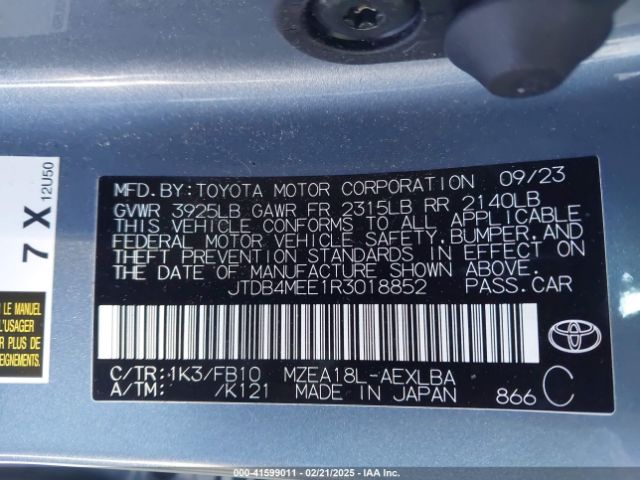 7 X
12U50
LE MANUEL
L'USAGER
R PLUS DE
EIGNEMENTS.
MFD.BY:TOYOTA MOTOR CORPORATION 09/23
GVWR 3925LB GAWR FR 2315LB RR 2140LB
THIS VEHICLE CONFORMS TO ALL APPLICABLE
FEDERAL MOTOR VEHICLE SAFETY,BUMPER,AND
THEFT PREVENTION STANDARDS IN EFFECT ON
THE DATE OF MANUFACTURE SHOWN ABOVE.
JTDB4MEE1R3018852 PASS.CAR
TOYOTA
C/TR:1K3/FB10 MZEA18L-AEXLBA
A/TM: /K121 MADE IN JAPAN 866 C
000-41599011 — 02/21/2025 — IAA, Inc.